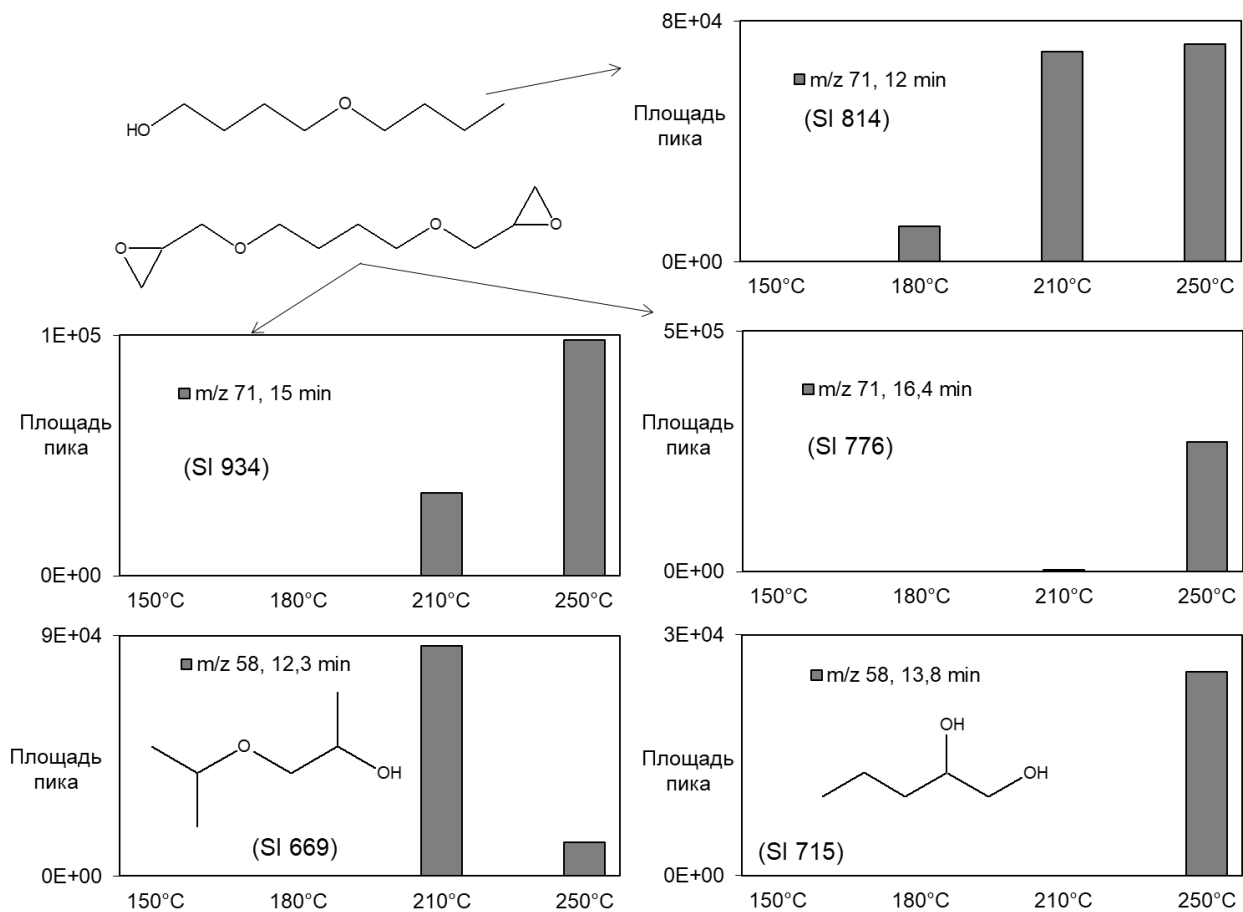 HO
O
O
O
O
O
8E+04
m/z 71, 12 min
(SI 814)
Площадь
пика
0E+00
150°C
180°C
210°C
250°C
1E+05
m/z 71, 15 min
Площадь
пика
(SI 934)
0E+00
150°C
180°C
210°C
250°C
5E+05
m/z 71, 16,4 min
Площадь
пика
(SI 776)
0E+00
150°C
180°C
210°C
250°C
9E+04
m/z 58, 12,3 min
Площадь
пика
O
OH
(SI 669)
0E+00
150°C
180°C
210°C
250°C
3E+04
m/z 58, 13,8 min
OH
OH
Площадь
пика
(SI 715)
0E+00
150°C
180°C
210°C
250°C